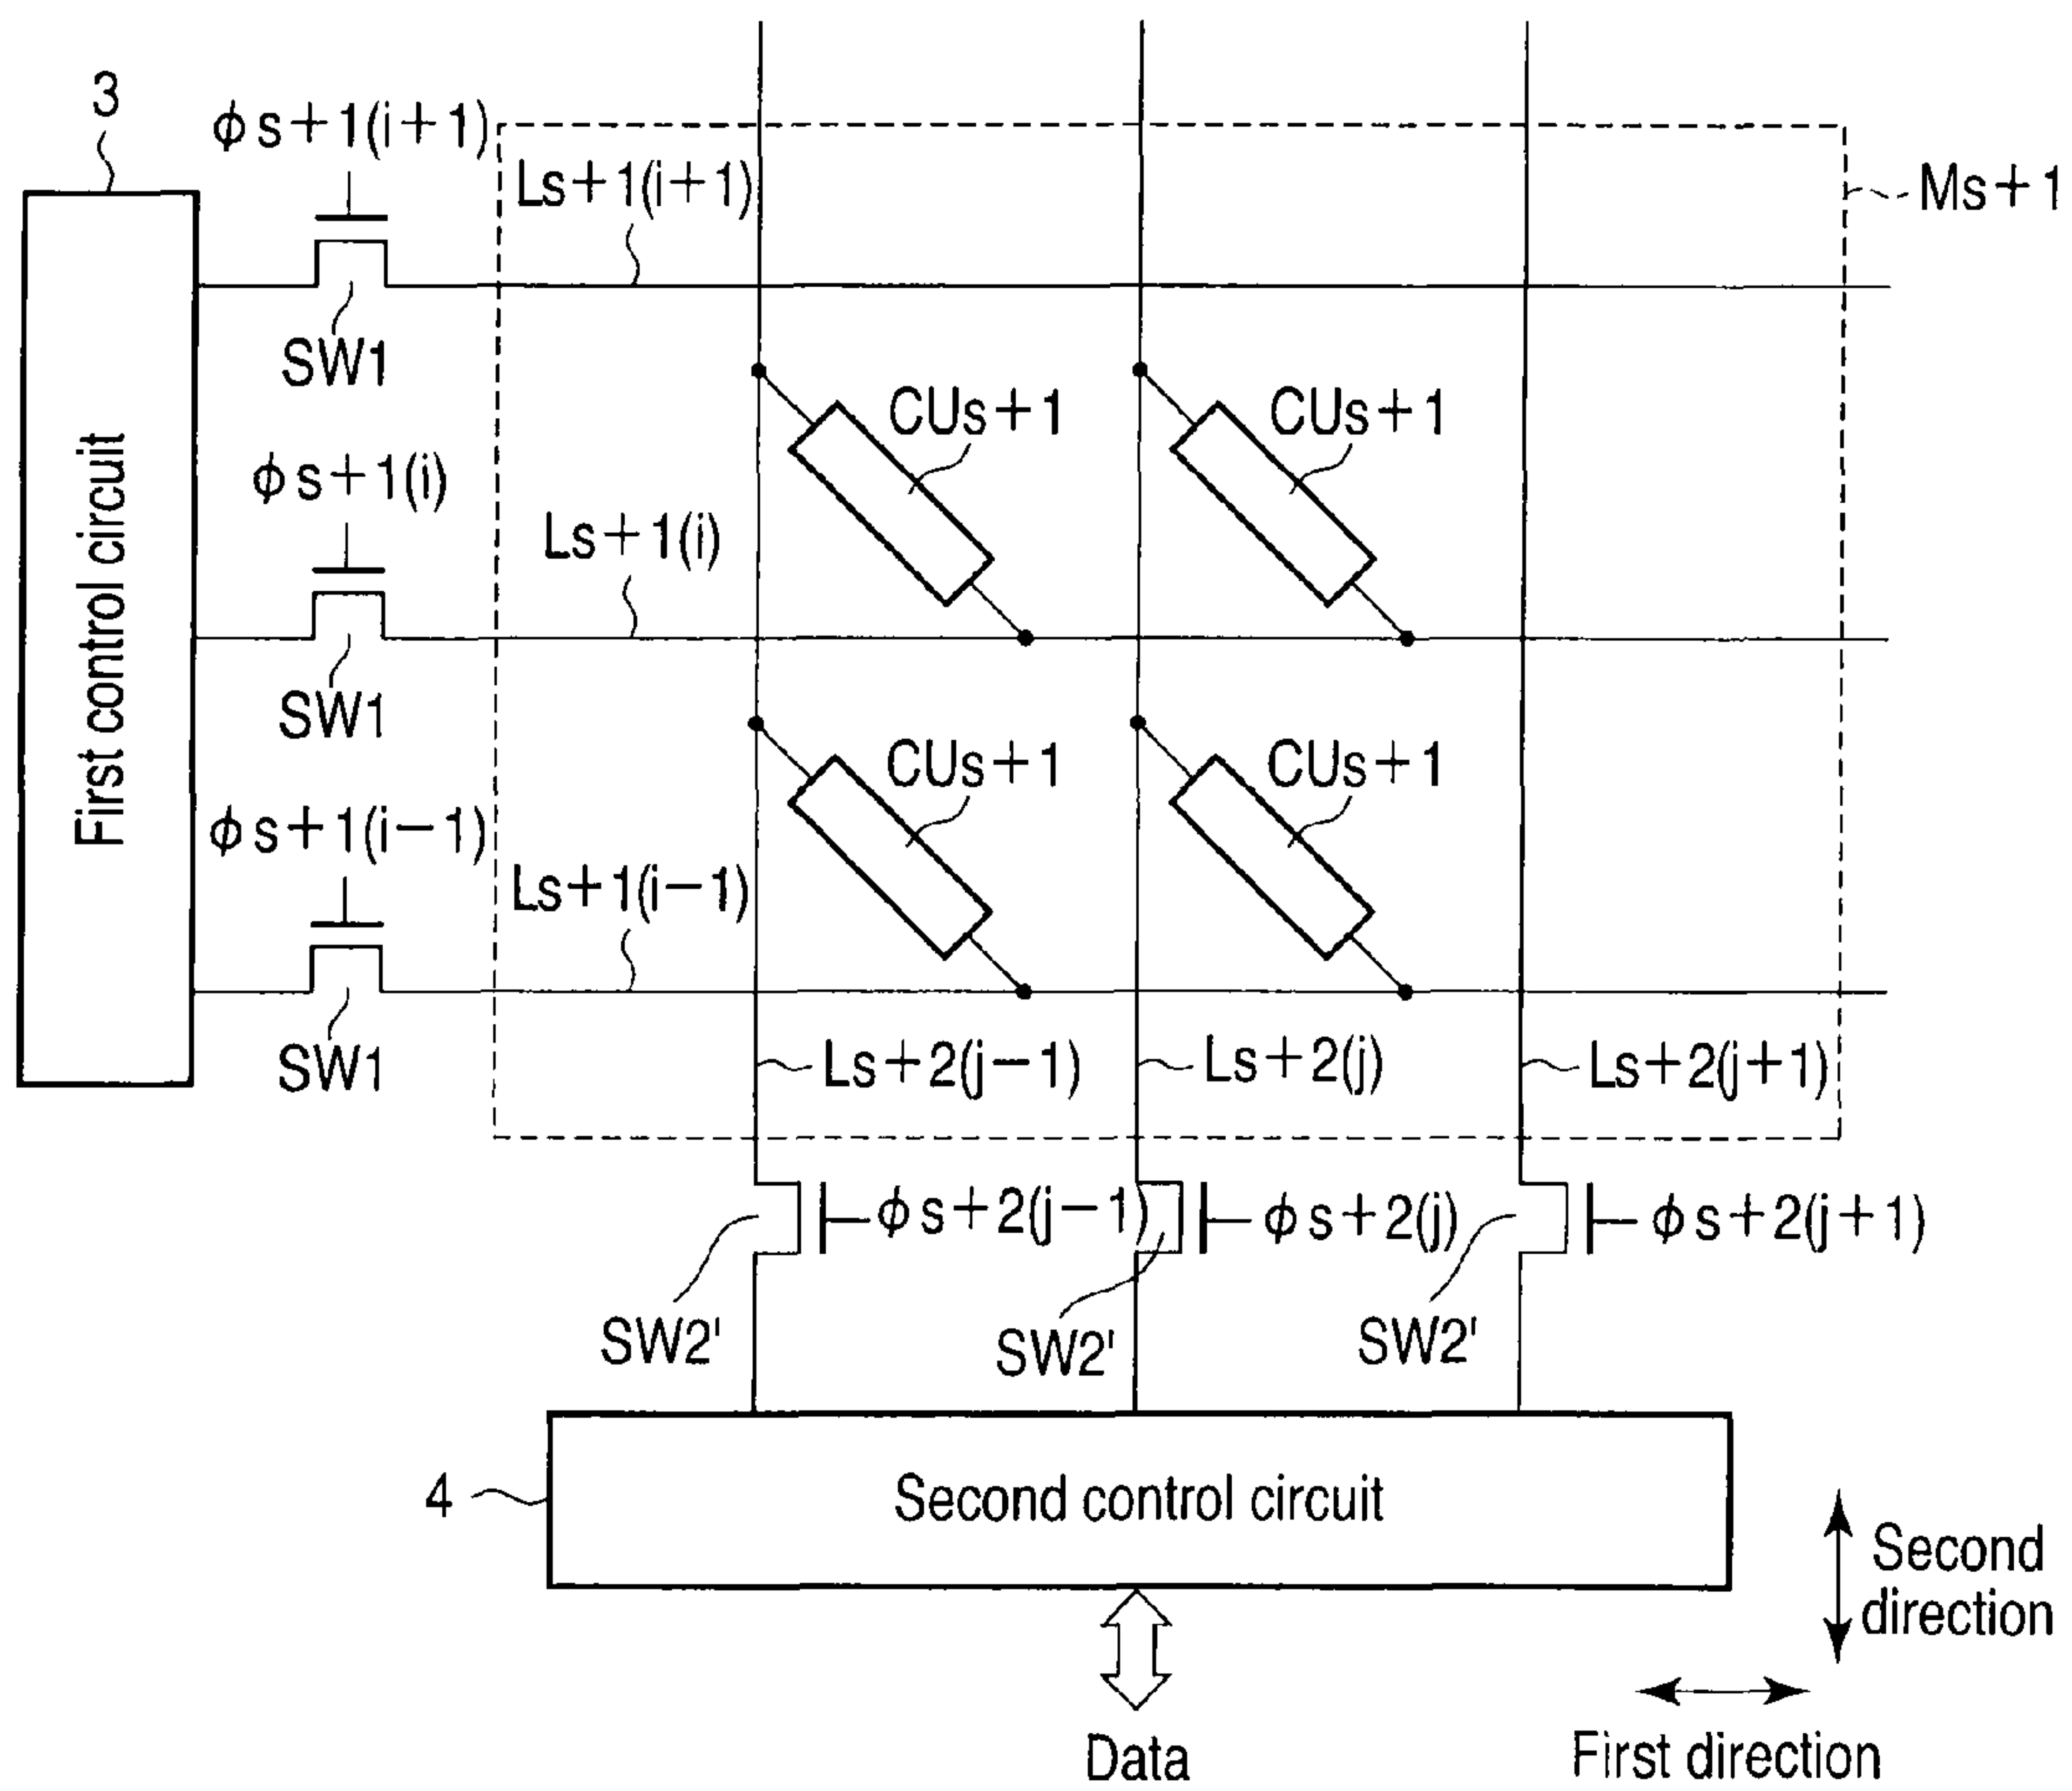 3
ϕs+1(i+1)
Ls+1(i+1)
Ms+1
SW1
First control circuit
CUs+1
CUs+1
ϕs+1(i)
Ls+1(i)
SW1
CUs+1
CUs+1
ϕs+1(i−1)
Ls+1(i−1)
SW1
Ls+2(j−1)
Ls+2(j)
Ls+2(j+1)
ϕs+2(j−1)
ϕs+2(j)
ϕs+2(j+1)
SW2'
SW2'
SW2'
4
Second control circuit
Second
direction
Data
First direction